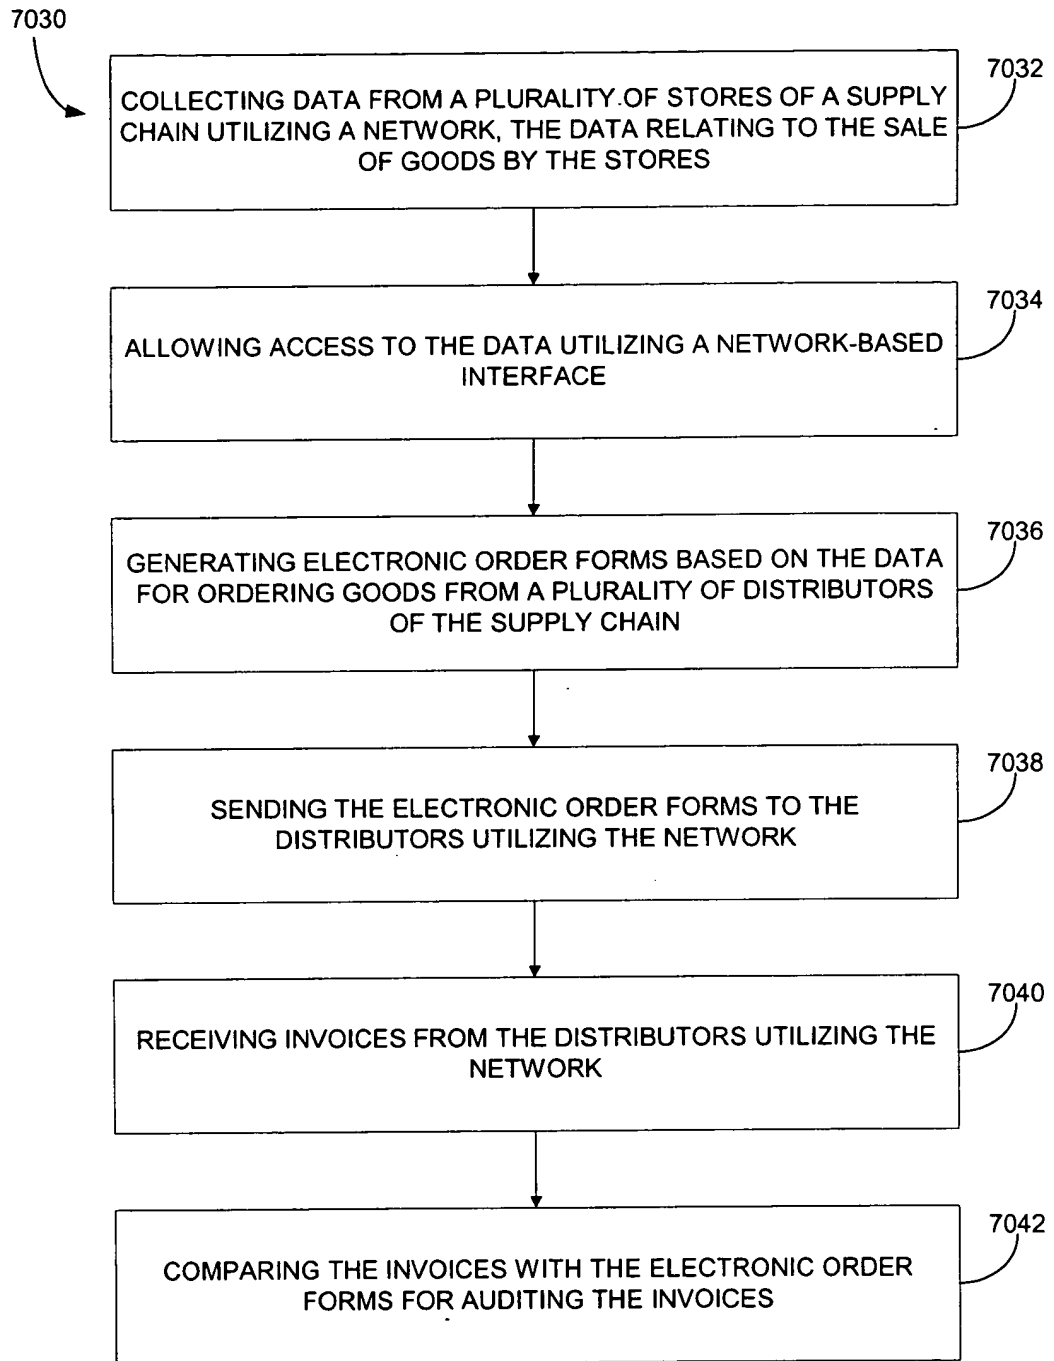 7030
7032
COLLECTING DATA FROM A PLURALITY OF STORES OF A SUPPLY
CHAIN UTILIZING A NETWORK, THE DATA RELATING TO THE SALE
OF GOODS BY THE STORES
7034
ALLOWING ACCESS TO THE DATA UTILIZING A NETWORK-BASED
INTERFACE
7036
GENERATING ELECTRONIC ORDER FORMS BASED ON THE DATA
FOR ORDERING GOODS FROM A PLURALITY OF DISTRIBUTORS
OF THE SUPPLY CHAIN
7038
SENDING THE ELECTRONIC ORDER FORMS TO THE
DISTRIBUTORS UTILIZING THE NETWORK
7040
RECEIVING INVOICES FROM THE DISTRIBUTORS UTILIZING THE
NETWORK
7042
COMPARING THE INVOICES WITH THE ELECTRONIC ORDER
FORMS FOR AUDITING THE INVOICES